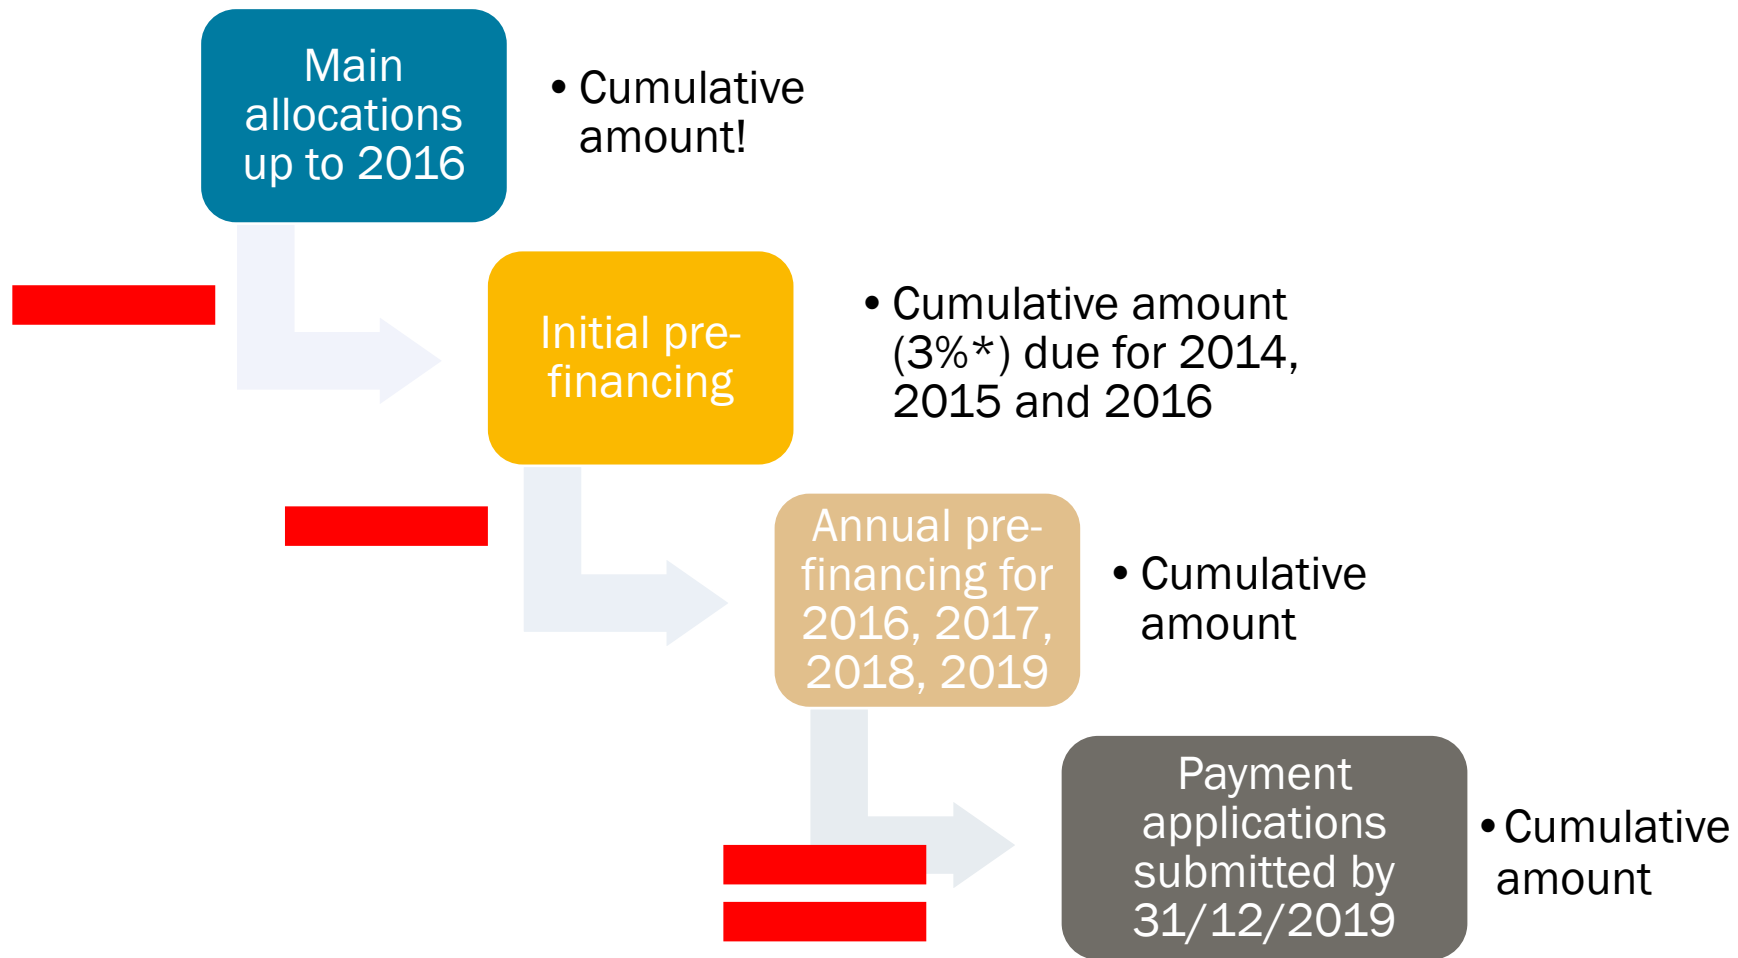 Main
allocations
up to 2016
• Cumulative
amount!
Initial pre-
financing
• Cumulative amount
(3%*) due for 2014,
2015 and 2016
Annual pre-
financing for
2016, 2017,
2018, 2019
• Cumulative
amount
Payment
applications
submitted by
31/12/2019
• Cumulative
amount